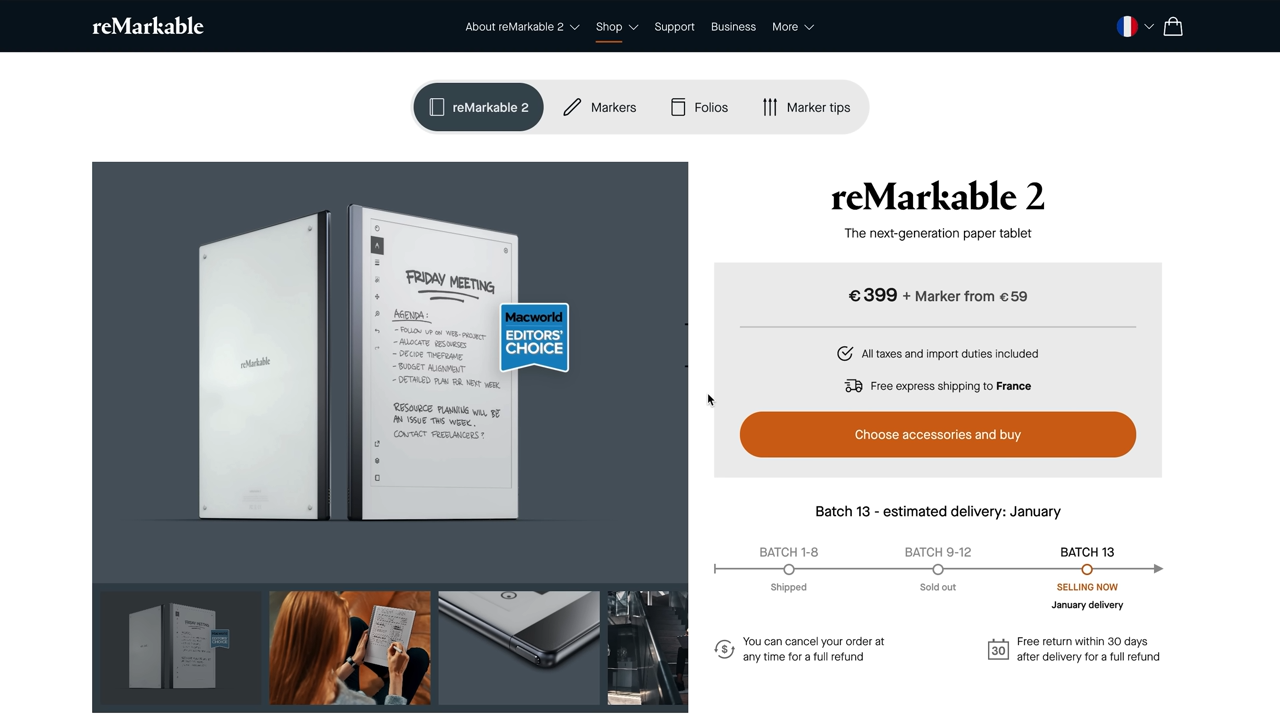 reMarkable
About reMarkable 2
Shop
Support
Business
More
reMarkable 2
Markers
Folios
Marker tips
reMarkable
FRIDAY MEETING
AGENDA:
- FOLLOW UP ON WEB-PROJECT
- ALLOCATE RESOURCES
- DECIDE TIMEFRAME
- BUDGET ALIGNMENT
- DETAILED PLAN FOR NEXT WEEK
RESOURCE PLANNING WILL BE
AN ISSUE THIS WEEK.
CONTACT FREELANCERS?
Macworld
EDITORS'
CHOICE
reMarkable 2
The next-generation paper tablet
€399 + Marker from €59
All taxes and import duties included
Free express shipping to France
Choose accessories and buy
Batch 13 - estimated delivery: January
BATCH 1-8
BATCH 9-12
BATCH 13
Shipped
Sold out
SELLING NOW
January delivery
$
You can cancel your order at
any time for a full refund
30
Free return within 30 days
after delivery for a full refund